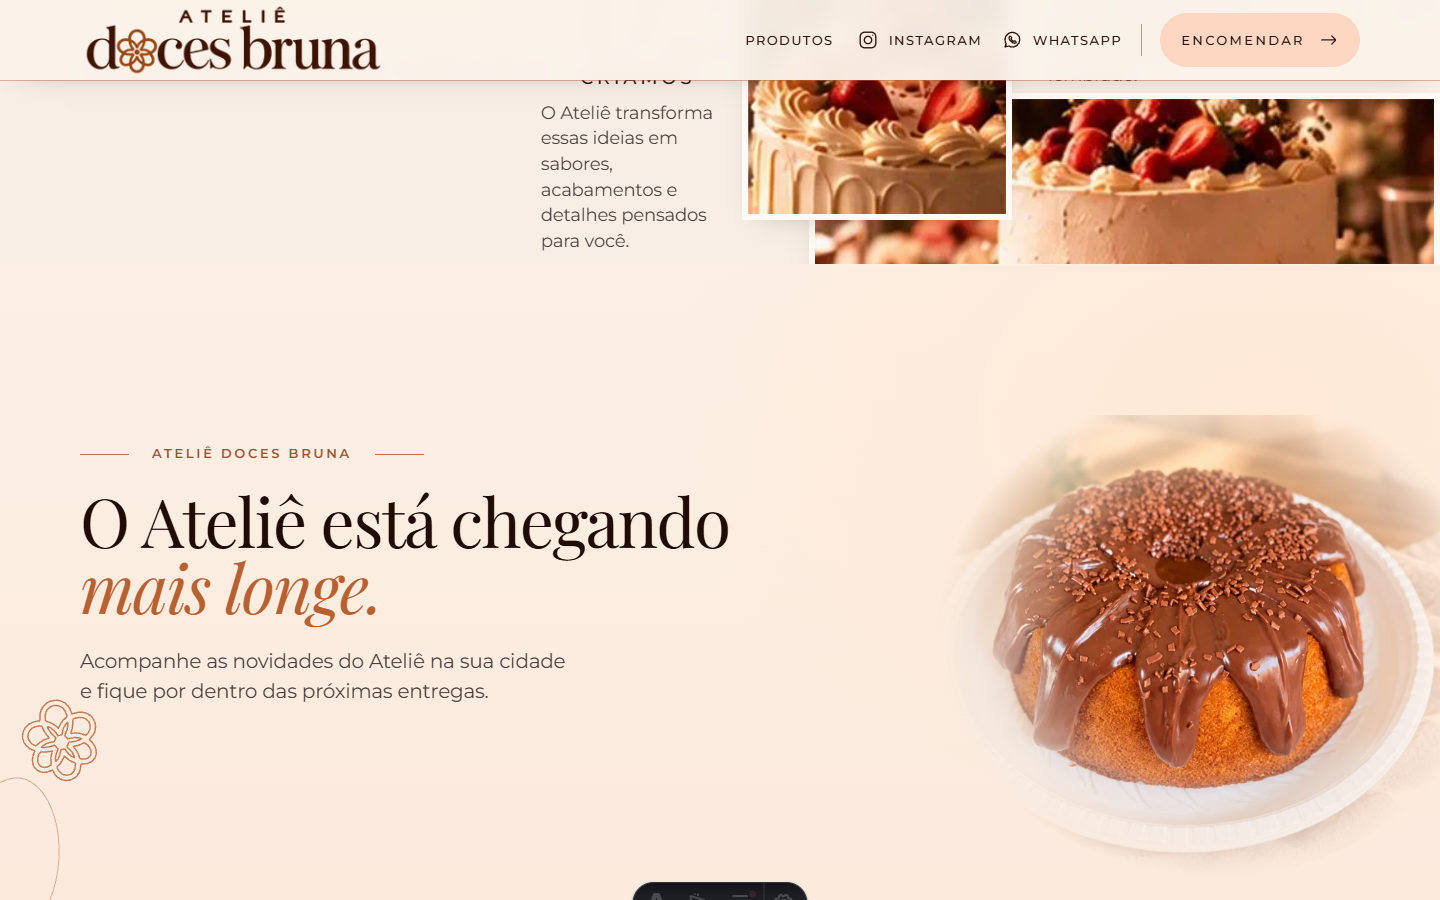 ATELIÊ
doces bruna
PRODUTOS
INSTAGRAM
WHATSAPP
ENCOMENDAR
CRIAMOS
O Ateliê transforma
essas ideias em
sabores,
acabamentos e
detalhes pensados
para você.
ATELIÊ DOCES BRUNA
O Ateliê está chegando
mais longe.
Acompanhe as novidades do Ateliê na sua cidade
e fique por dentro das próximas entregas.